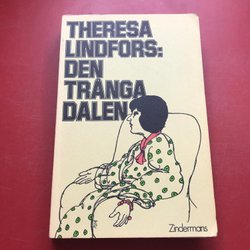 THERESA
LINDFORS:
DEN
TRÅNGA
DALEN
Zindermans